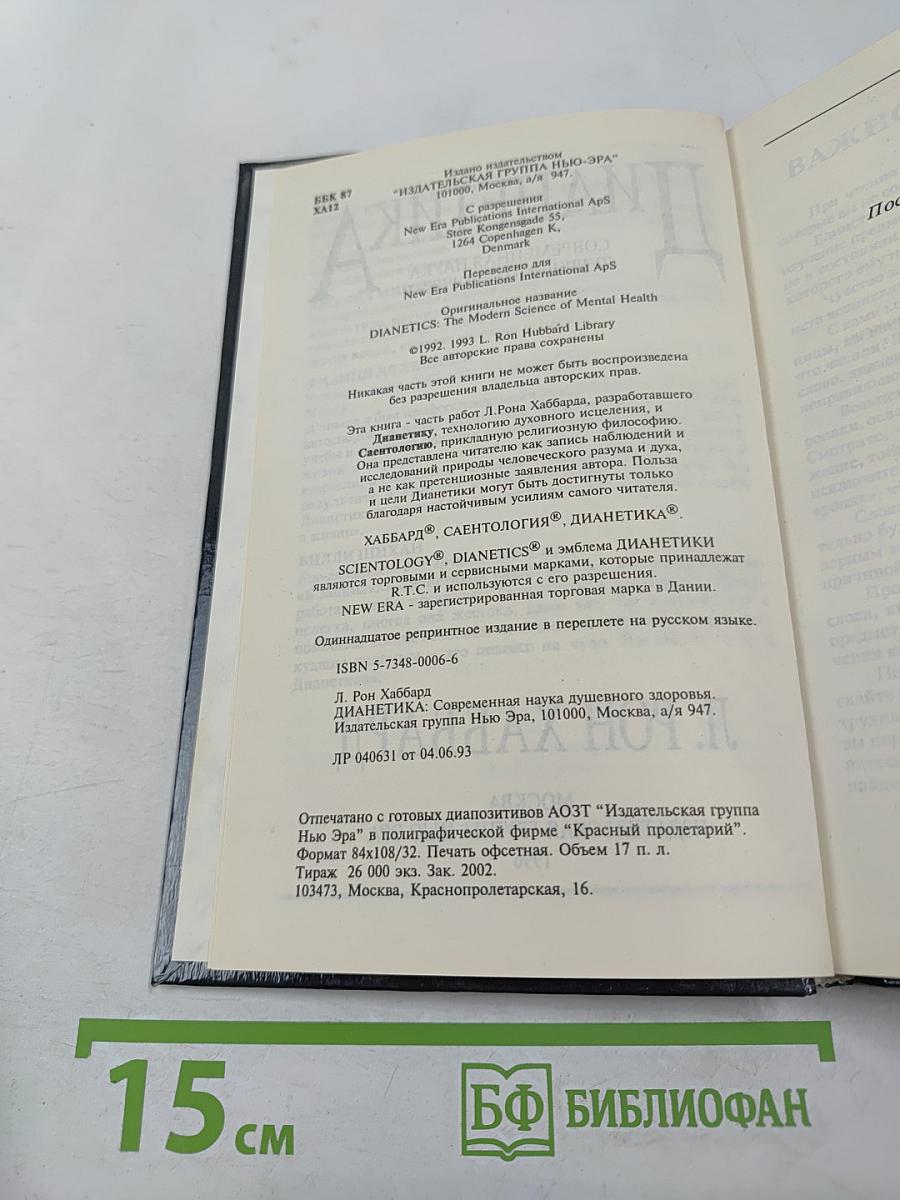 ББК 87
ХА12
Издано издательством
"ИЗДАТЕЛЬСКАЯ ГРУППА НЬЮ-ЭРА"
101000, Москва, а/я 947.
С разрешения
New Era Publications International ApS
Store Kongensgade 55,
1264 Copenhagen K,
Denmark
Переведено для
New Era Publications International ApS
Оригинальное название
DIANETICS: The Modern Science of Mental Health
©1992. 1993 L. Ron Hubbard Library
Все авторские права сохранены
Никакая часть этой книги не может быть воспроизведена
без разрешения владельца авторских прав.
Эта книга - часть работ Л.Рона Хаббарда, разработавшего
Дианетику, технологию духовного исцеления, и
Саентологию, прикладную религиозную философию.
Она представлена читателю как запись наблюдений и
исследований природы человеческого разума и духа,
а не как претенциозные заявления автора. Польза
и цели Дианетики могут быть достигнуты только
благодаря настойчивым усилиям самого читателя.
ХАББАРД®, САЕНТОЛОГИЯ®, ДИАНЕТИКА®.
SCIENTOLOGY®, DIANETICS® и эмблема ДИАНЕТИКИ
являются торговыми и сервисными марками, которые принадлежат
R.T.C. и используются с его разрешения.
NEW ERA - зарегистрированная торговая марка в Дании.
Одиннадцатое репринтное издание в переплете на русском языке.
ISBN 5-7348-0006-6
Л. Рон Хаббард
ДИАНЕТИКА: Современная наука душевного здоровья.
Издательская группа Нью Эра, 101000, Москва, а/я 947.
ЛР 040631 от 04.06.93
Отпечатано с готовых диапозитивов АОЗТ "Издательская группа
Нью Эра" в полиграфической фирме "Красный пролетарий".
Формат 84х108/32. Печать офсетная. Объем 17 п. л.
Тираж 26 000 экз. Зак. 2002.
103473, Москва, Краснопролетарская, 16.
15 см
БФ БИБЛИОФАН